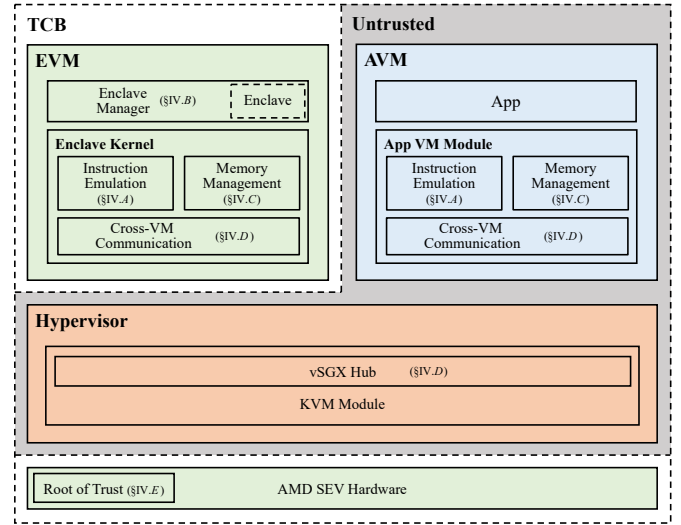 TCB
Untrusted
EVM
Enclave
Manager (§IV.B)
Enclave
Enclave Kernel
Instruction
Emulation
(§IV.A)
Memory
Management
(§IV.C)
Cross-VM
Communication (§IV.D)
AVM
App
App VM Module
Instruction
Emulation
(§IV.A)
Memory
Management
(§IV.C)
Cross-VM
Communication (§IV.D)
Hypervisor
vSGX Hub (§IV.D)
KVM Module
Root of Trust (§IV.E)
AMD SEV Hardware